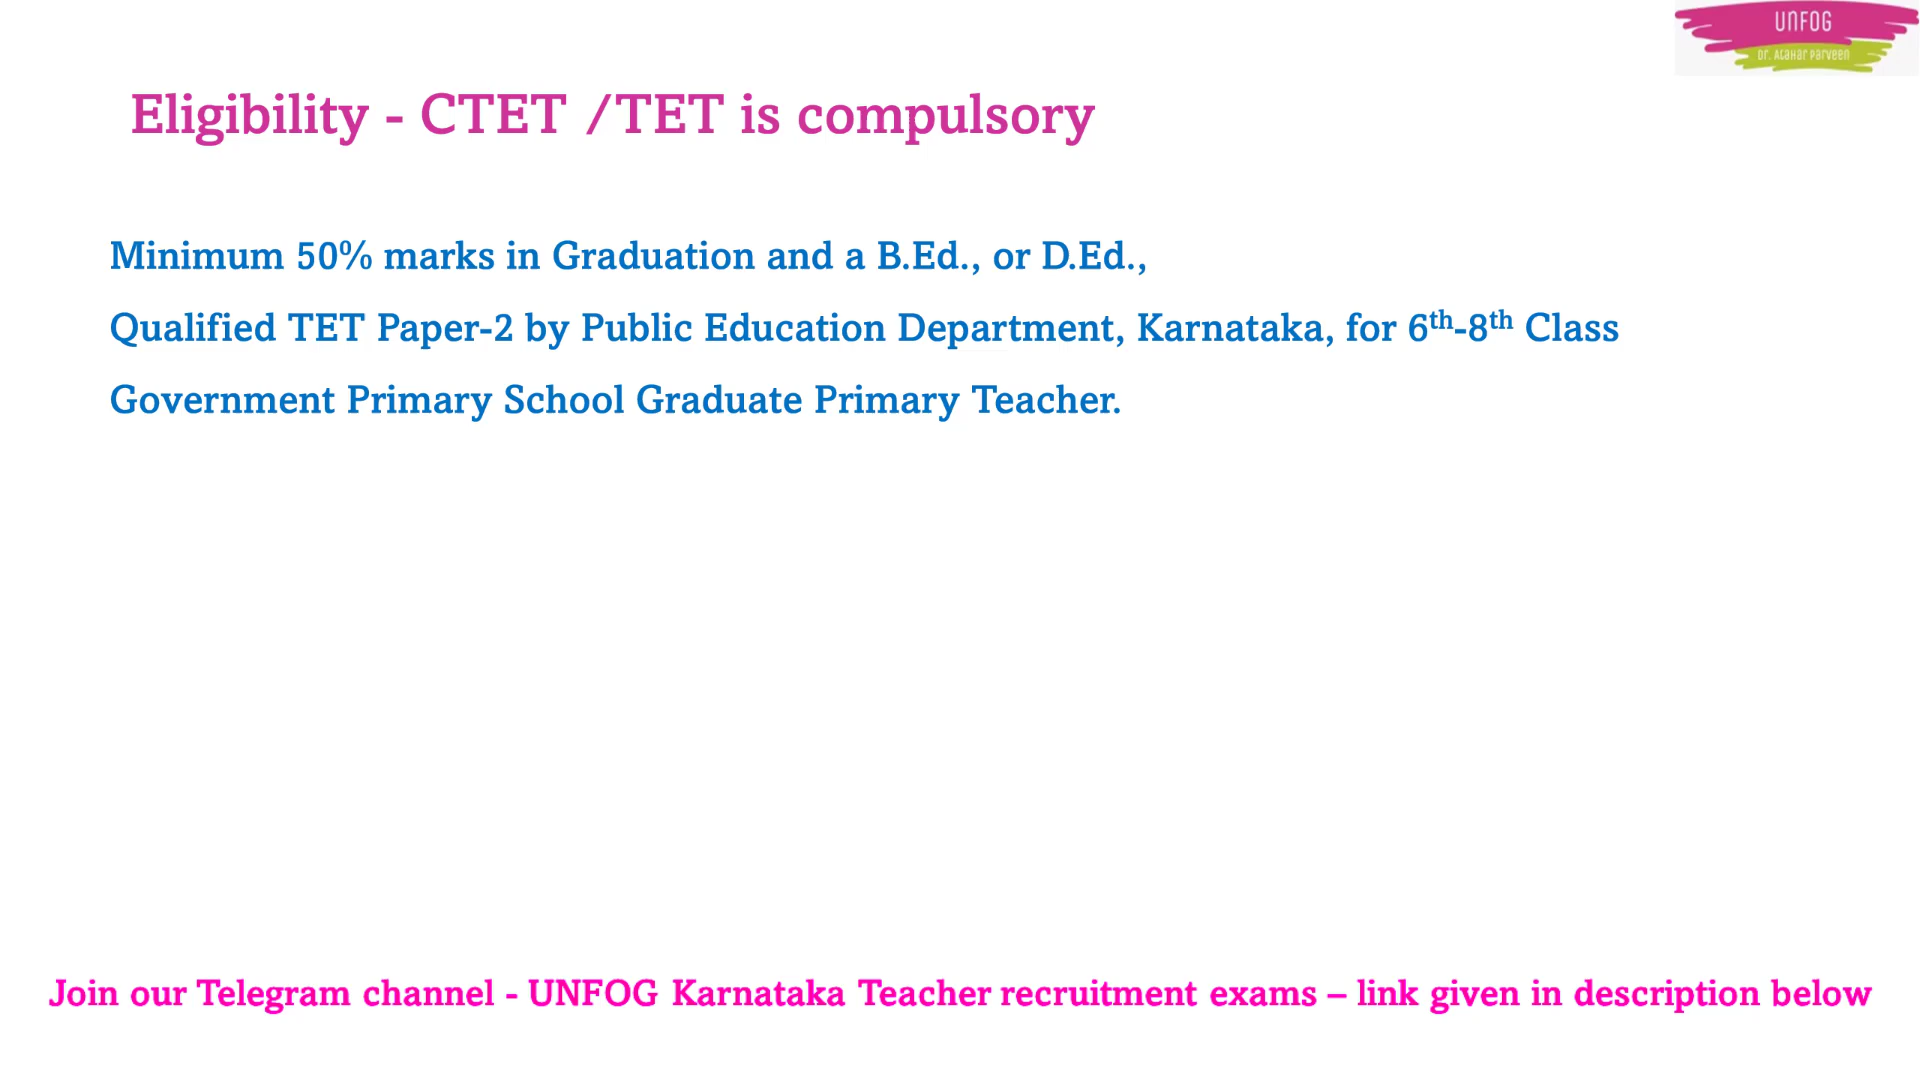 UNFOG
Dr. Atahar Parveen
Eligibility - CTET /TET is compulsory
Minimum 50% marks in Graduation and a B.Ed., or D.Ed.,
Qualified TET Paper-2 by Public Education Department, Karnataka, for 6th-8th Class
Government Primary School Graduate Primary Teacher.
Join our Telegram channel - UNFOG Karnataka Teacher recruitment exams – link given in description below